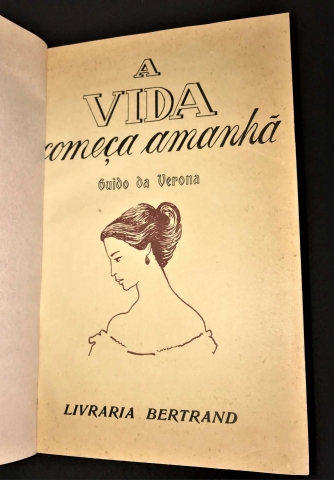 A
VIDA
começa amanhã
Guido da Verona
LIVRARIA BERTRAND